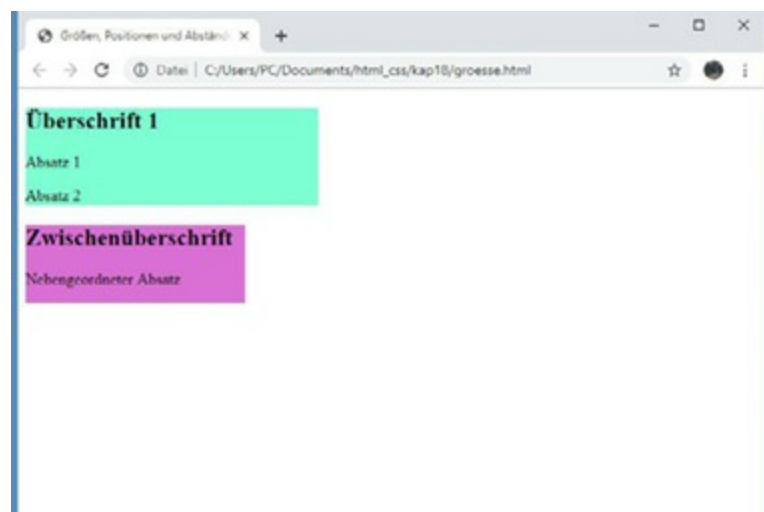 Größen, Positionen und Abständ
Datei | C:/Users/PC/Documents/html_css/kap18/groesse.html
Überschrift 1
Absatz 1
Absatz 2
Zwischenüberschrift
Nebengeordneter Absatz